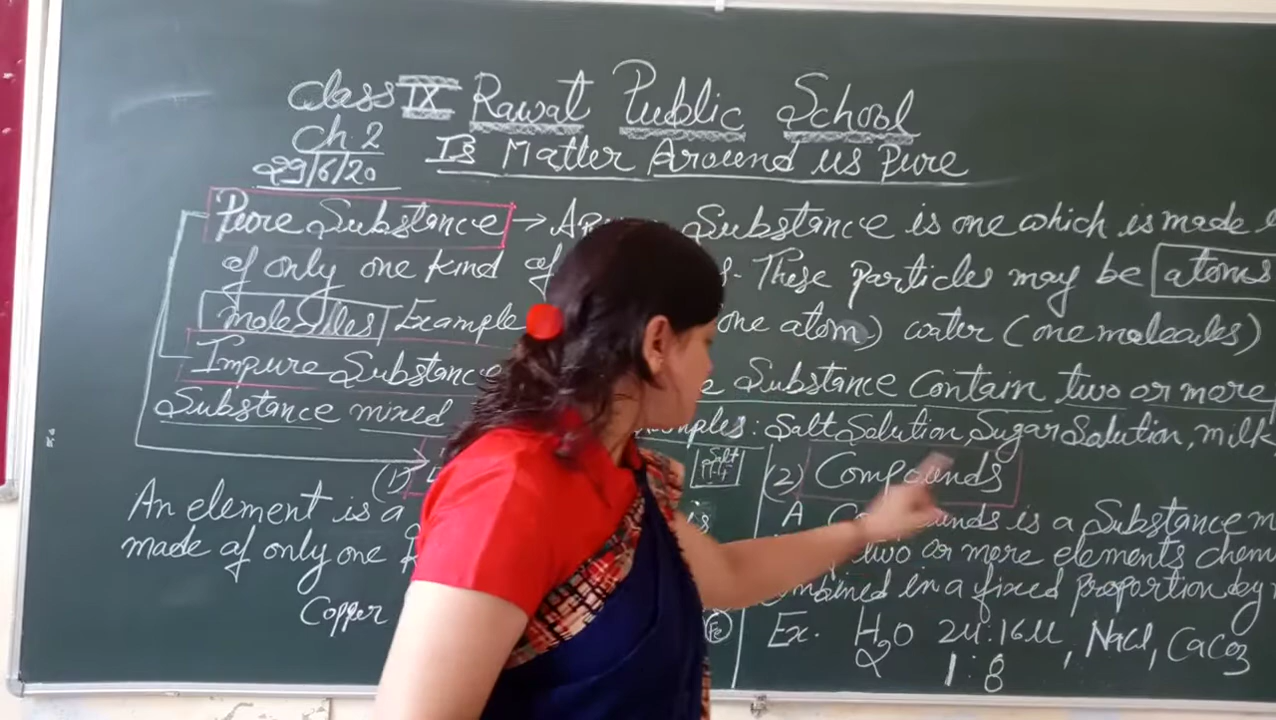 Class IX Rawat Public School
Ch. 2
29/6/20 Is Matter Around us Pure
Pure Substance → A Substance is one which is made
of only one kind of These particles may be atoms
molecules Example (one atom) water (one molecules)
Impure Substance Substance Contain two or more
Substance mixed Examples: Salt Solution, Sugar Solution, milk,
(1)
Salt
An element is a
made of only one
is
Copper
Fe
(2) Compounds
A Compounds is a Substance
two or more elements
Combined in a fixed proportion by
Ex. H2O 2u:16u, NaCl, CaCO3
1:8